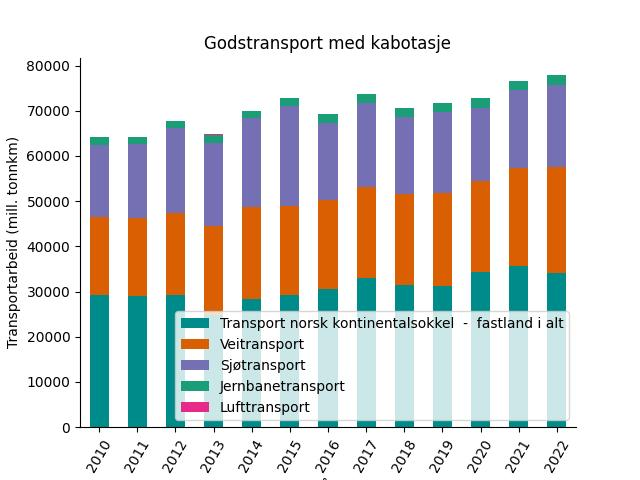 Godstransport med kabotasje
Transportarbeid (mill. tonnkm)
80000
70000
60000
50000
40000
30000
20000
10000
0
Transport norsk kontinentalsokkel - fastland i alt
Veitransport
Sjøtransport
Jernbanetransport
Lufttransport
2010 2011 2012 2013 2014 2015 2016 2017 2018 2019 2020 2021 2022